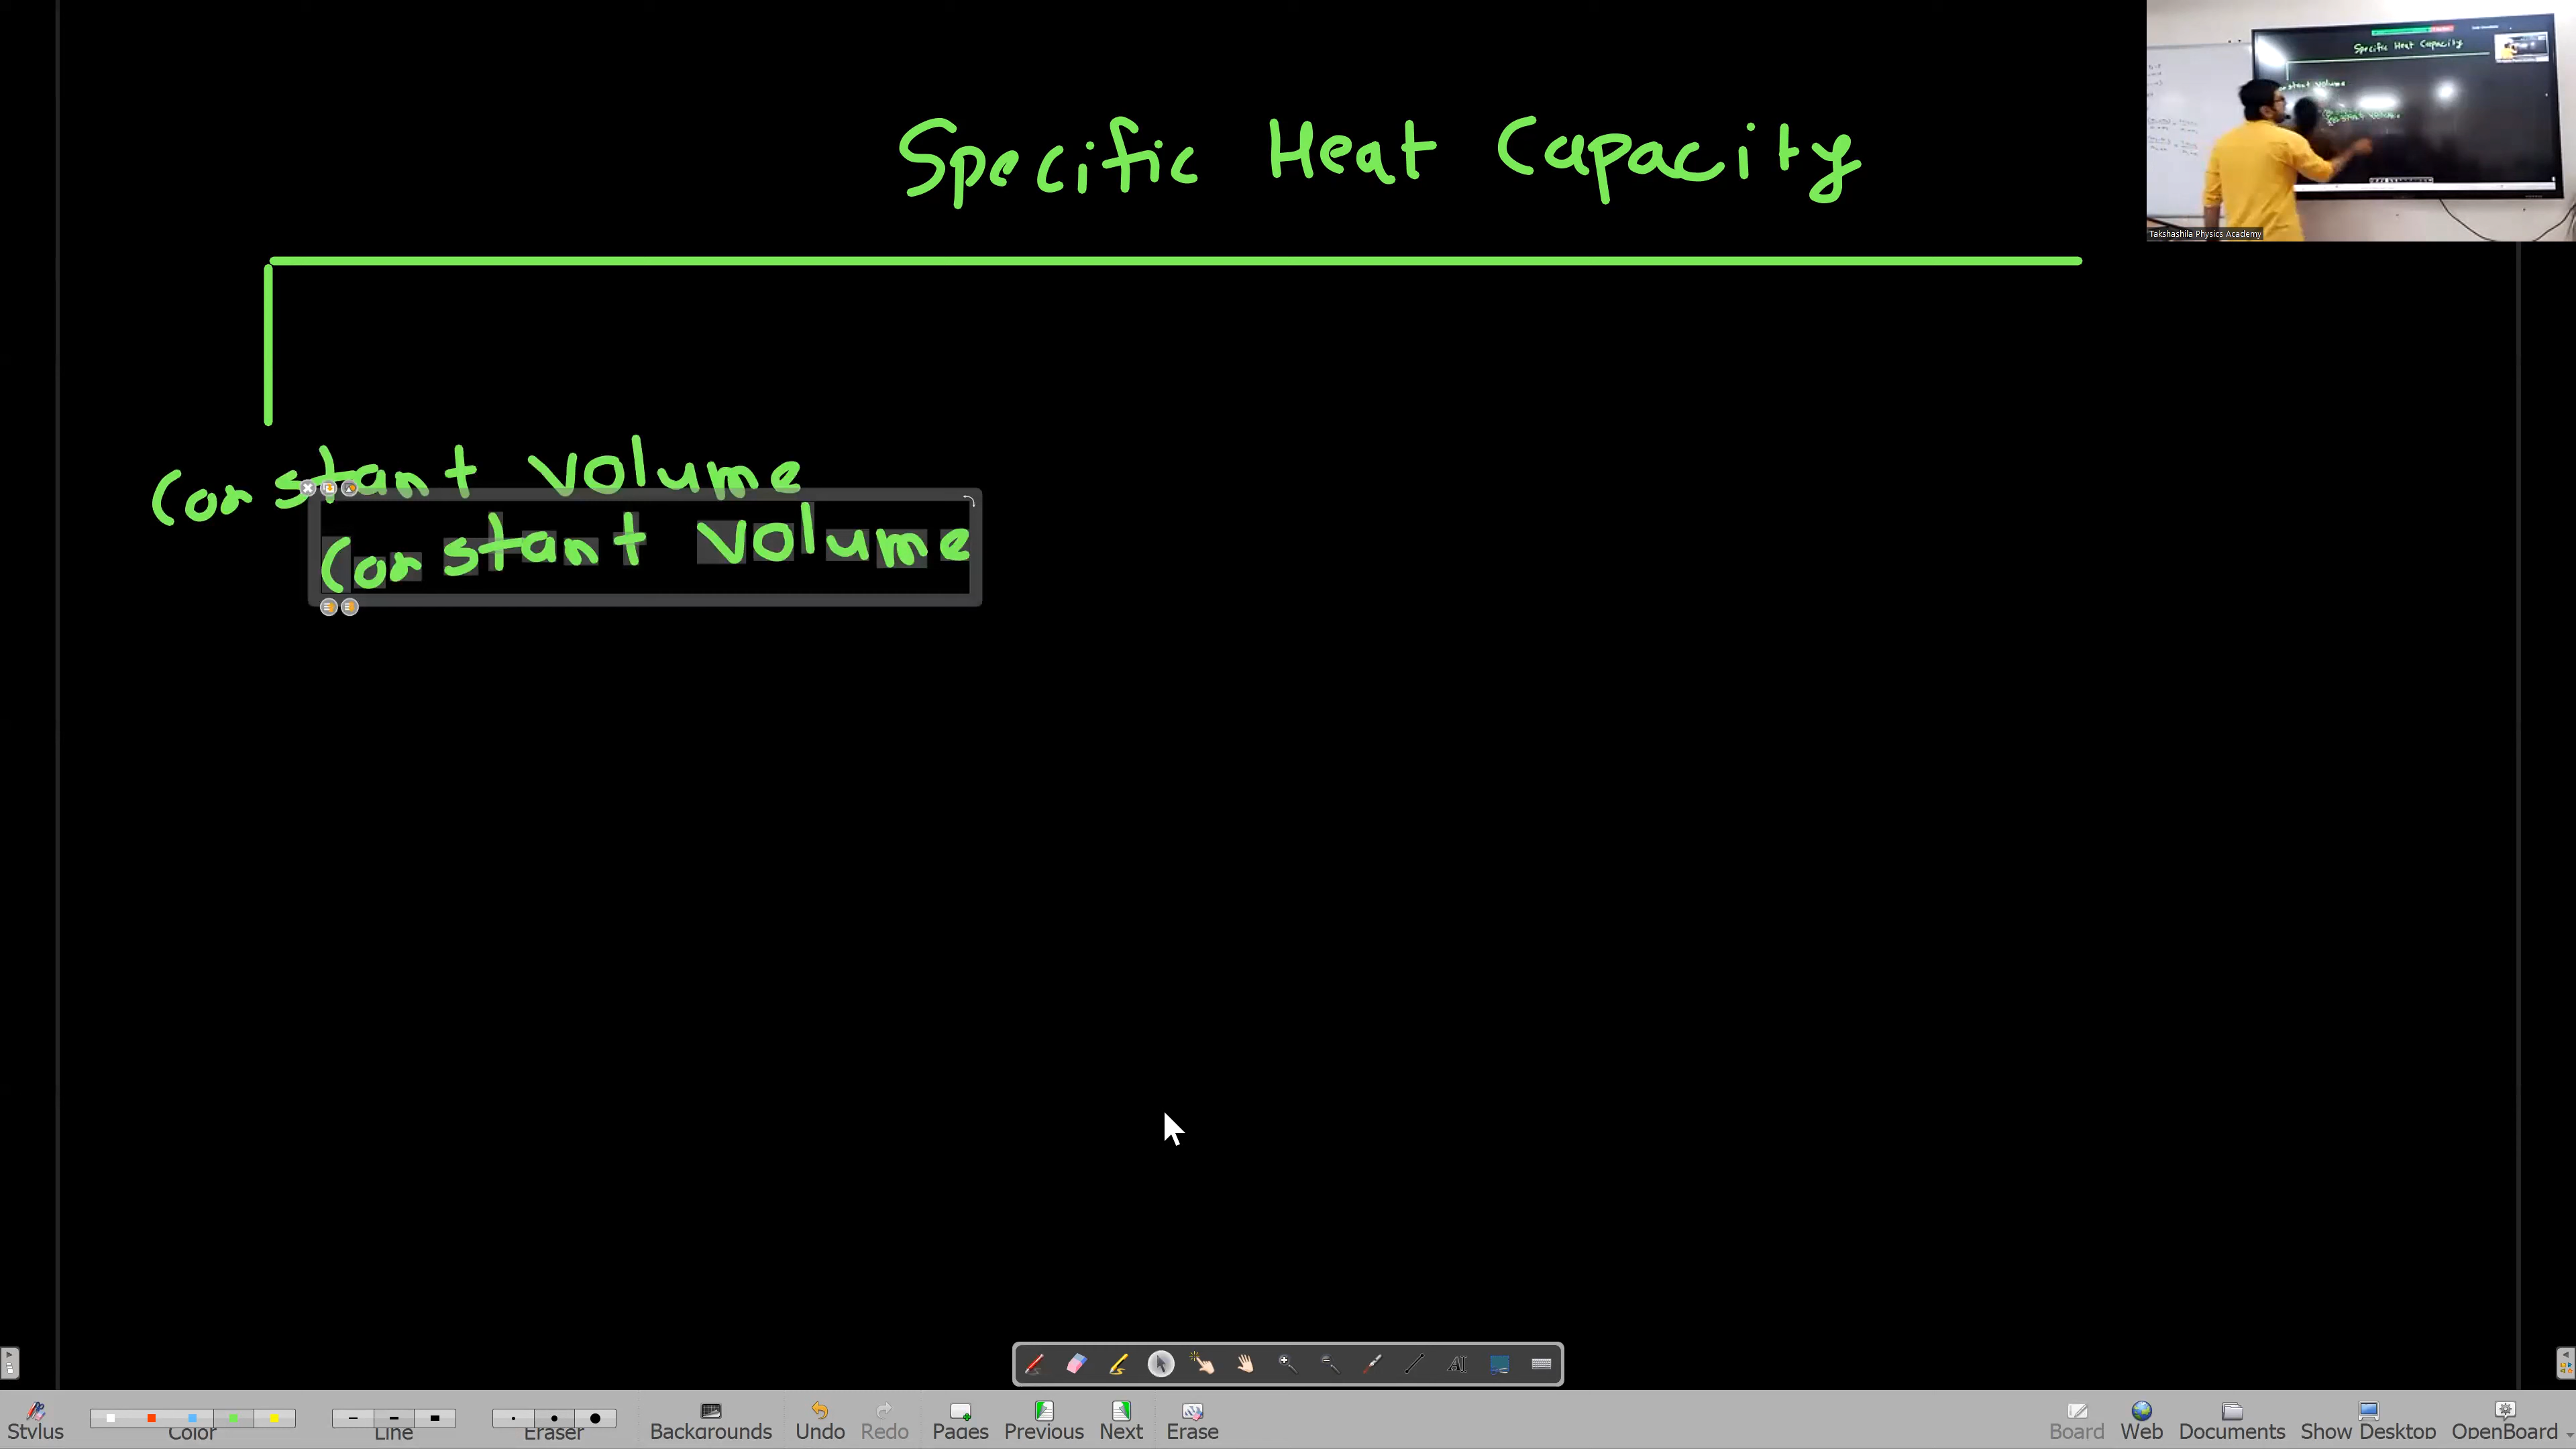 Specific Heat Capacity
Takshashila Physics Academy
Constant volume
Constant volume
Stylus
Color
Line
Eraser
Backgrounds
Undo
Redo
Pages
Previous
Next
Erase
Board
Web
Documents
Show Desktop
OpenBoard